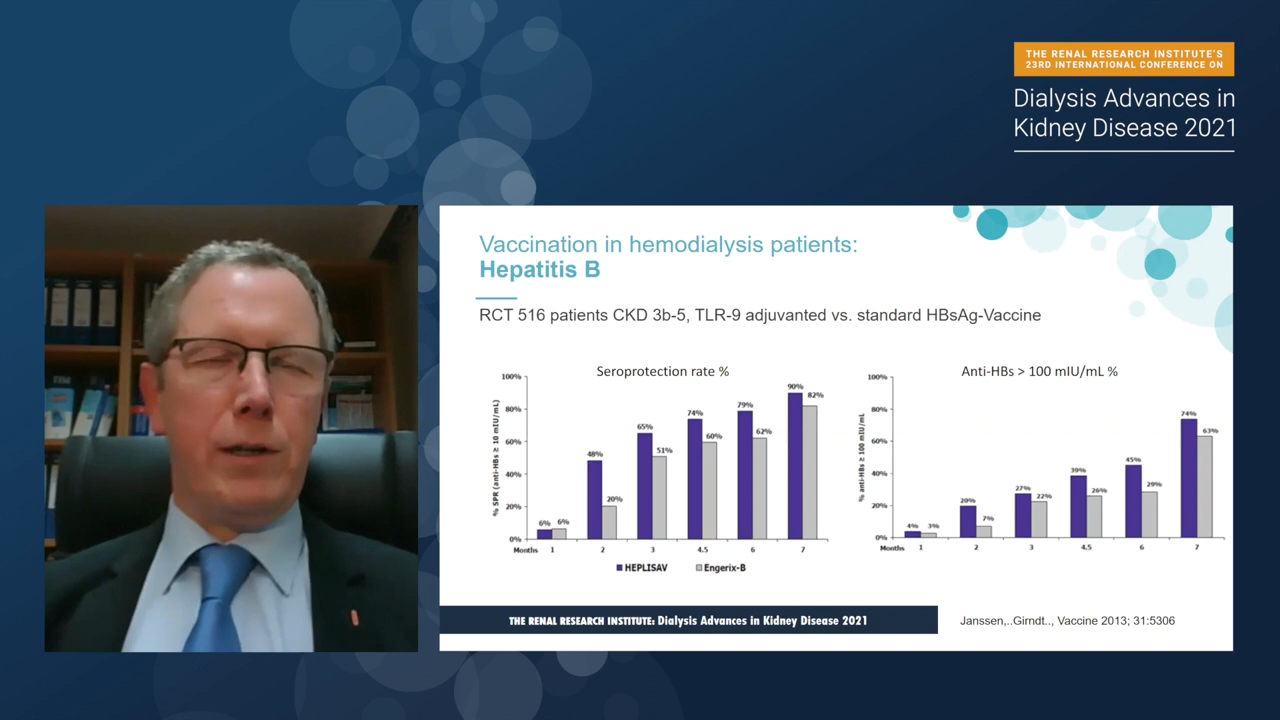 THE RENAL RESEARCH INSTITUTE'S
23RD INTERNATIONAL CONFERENCE ON
Dialysis Advances in
Kidney Disease 2021
Vaccination in hemodialysis patients:
Hepatitis B
RCT 516 patients CKD 3b-5, TLR-9 adjuvanted vs. standard HBsAg-Vaccine
Seroprotection rate %
% SPR (anti-HBs ≥ 10 mIU/mL)
100%
80%
60%
40%
20%
0%
6% 6%
48% 20%
65% 51%
74% 60%
79% 62%
90% 82%
Months 1 2 3 4.5 6 7
HEPLISAV Engerix-B
Anti-HBs > 100 mIU/mL %
% anti-HBs ≥ 100 mIU/mL
100%
80%
60%
40%
20%
0%
4% 3%
20% 7%
27% 22%
39% 26%
45% 29%
74% 63%
Months 1 2 3 4.5 6 7
THE RENAL RESEARCH INSTITUTE: Dialysis Advances in Kidney Disease 2021
Janssen,..Girndt.., Vaccine 2013; 31:5306